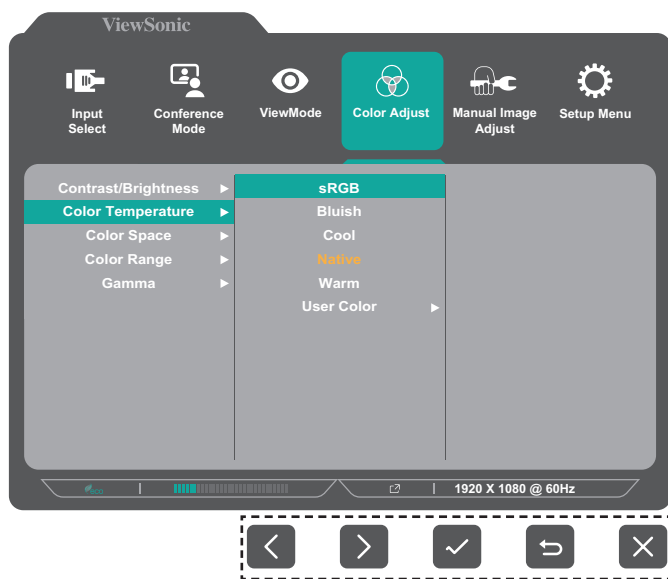 ViewSonic
Input
Select
Conference
Mode
ViewMode
Color Adjust
Manual Image
Adjust
Setup Menu
Contrast/Brightness
Color Temperature
Color Space
Color Range
Gamma
sRGB
Bluish
Cool
Native
Warm
User Color
eco
1920 X 1080 @ 60Hz